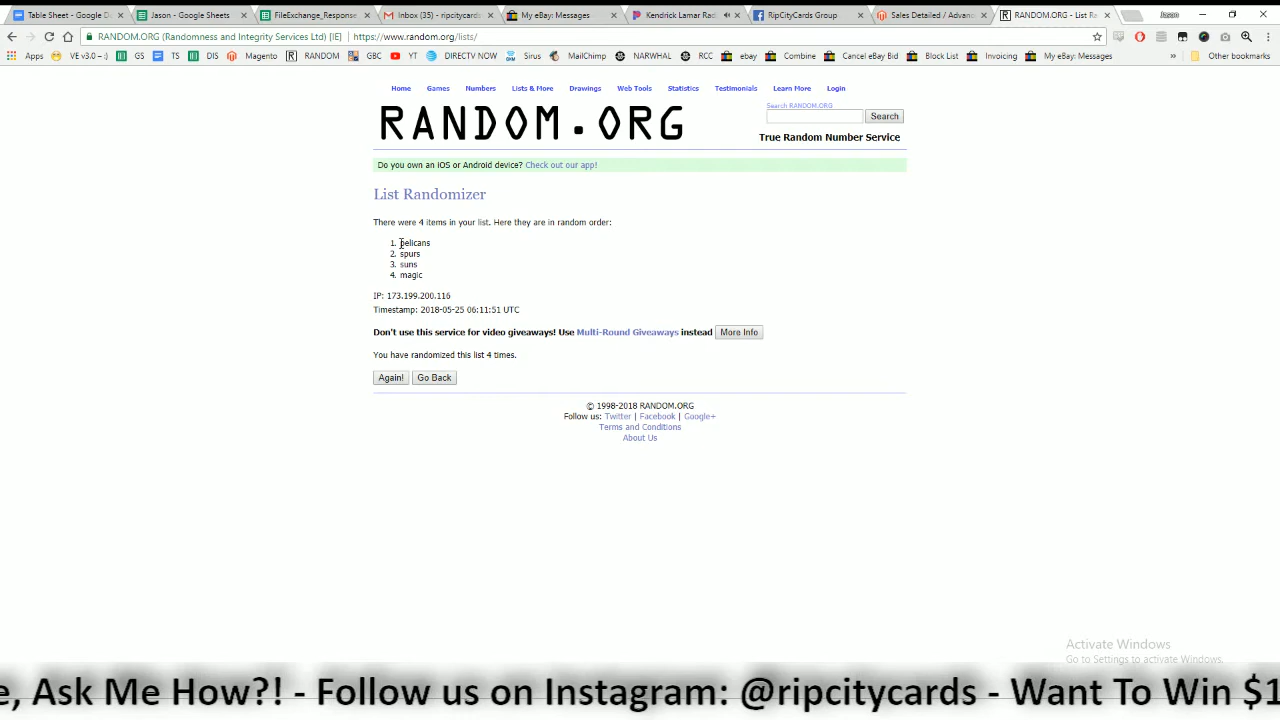 Table Sheet - Google D
Jason - Google Sheets
FileExchange_Response
Inbox (35) - ripcitycards
My eBay: Messages
Kendrick Lamar Rad
RipCityCards Group
Sales Detailed / Advan
RANDOM.ORG - List Ra
Jason
RANDOM.ORG (Randomness and Integrity Services Ltd) [IE] | https://www.random.org/lists/
Apps VE v3.0 -- :) GS TS DIS Magento RANDOM GBC YT DIRECTV NOW Sirus MailChimp NARWHAL RCC ebay Combine Cancel eBay Bid Block List Invoicing My eBay: Messages » Other bookmarks
Home Games Numbers Lists & More Drawings Web Tools Statistics Testimonials Learn More Login
RANDOM.ORG
Search RANDOM.ORG
Search
True Random Number Service
Do you own an iOS or Android device? Check out our app!
List Randomizer
There were 4 items in your list. Here they are in random order:
1. pelicans
2. spurs
3. suns
4. magic
IP: 173.199.200.116
Timestamp: 2018-05-25 06:11:51 UTC
Don't use this service for video giveaways! Use Multi-Round Giveaways instead More Info
You have randomized this list 4 times.
Again! Go Back
© 1998-2018 RANDOM.ORG
Follow us: Twitter | Facebook | Google+
Terms and Conditions
About Us
Activate Windows
Go to Settings to activate Windows.
e, Ask Me How?! - Follow us on Instagram: @ripcitycards - Want To Win $1